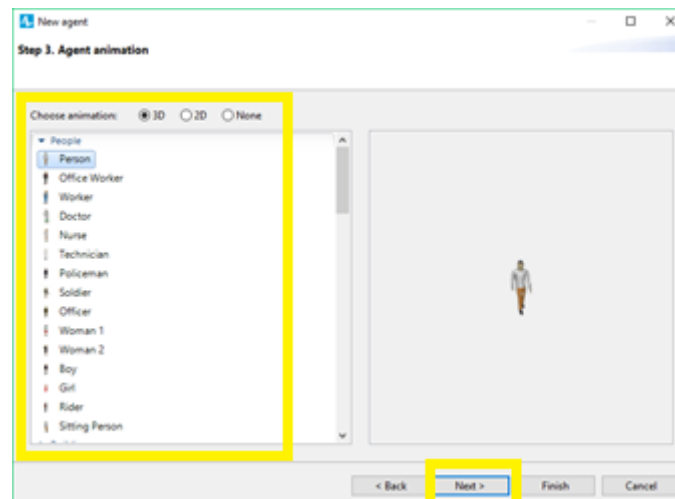 New agent
Step 3. Agent animation
Choose animation: 3D 2D None
People
Person
Office Worker
Worker
Doctor
Nurse
Technician
Policeman
Soldier
Officer
Woman 1
Woman 2
Boy
Girl
Rider
Sitting Person
< Back Next > Finish Cancel